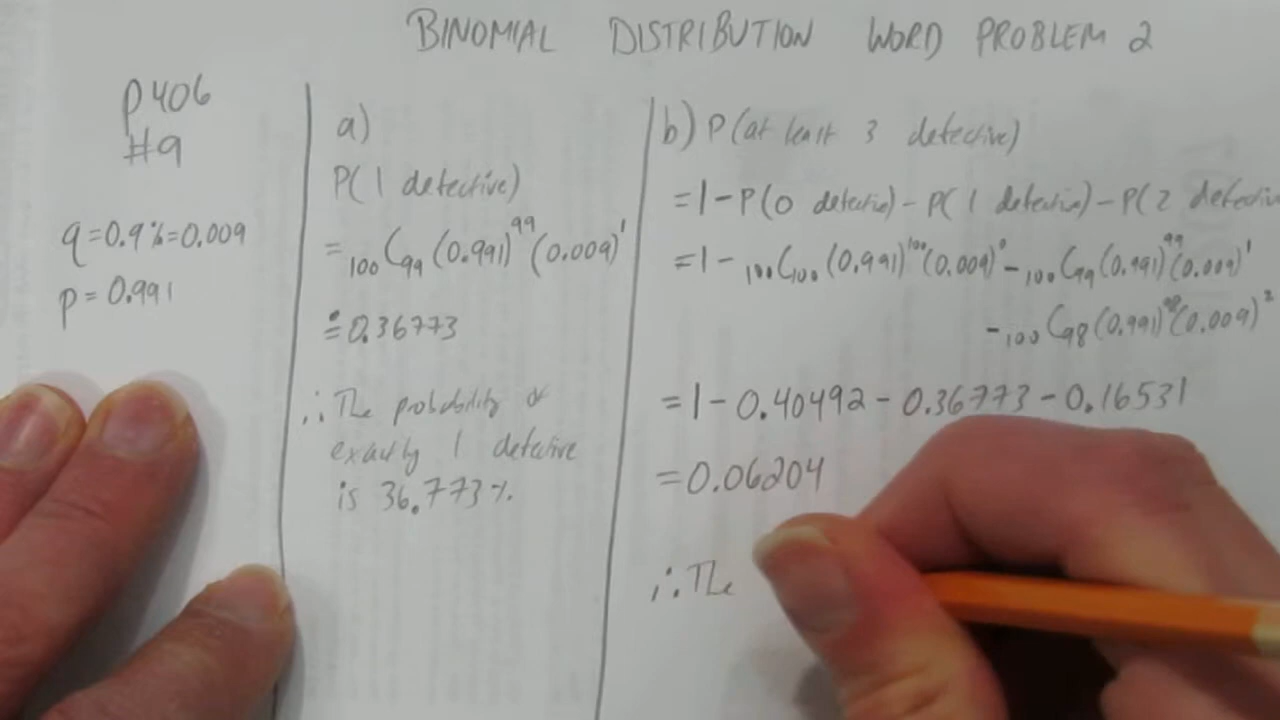 BINOMIAL DISTRIBUTION WORD PROBLEM 2
p406
#9
q=0.9%=0.009
p=0.991
a)
P(1 defective)
=₁₀₀C₉₉(0.991)⁹⁹(0.009)¹
≐0.36773
∴The probability of
exactly 1 defective
is 36.773%.
b) P(at least 3 defective)
=1-P(0 defective)-P(1 defective)-P(2 defective
=1-₁₀₀C₁₀₀(0.991)¹⁰⁰(0.009)⁰-₁₀₀C₉₉(0.991)⁹⁹(0.009)¹
-₁₀₀C₉₈(0.991)⁹⁸(0.009)²
=1-0.40492-0.36773-0.16531
=0.06204
∴The